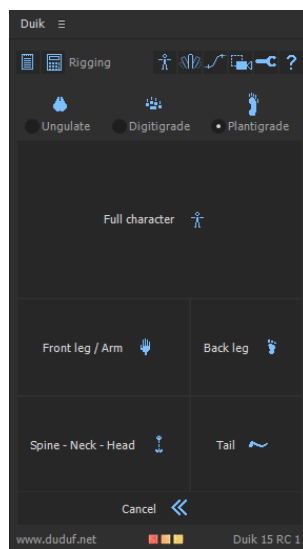 Duik
Rigging
?
Ungulate Digitigrade Plantigrade
Full character
Front leg / Arm Back leg
Spine - Neck - Head Tail
Cancel
www.duduf.net Duik 15 RC 1